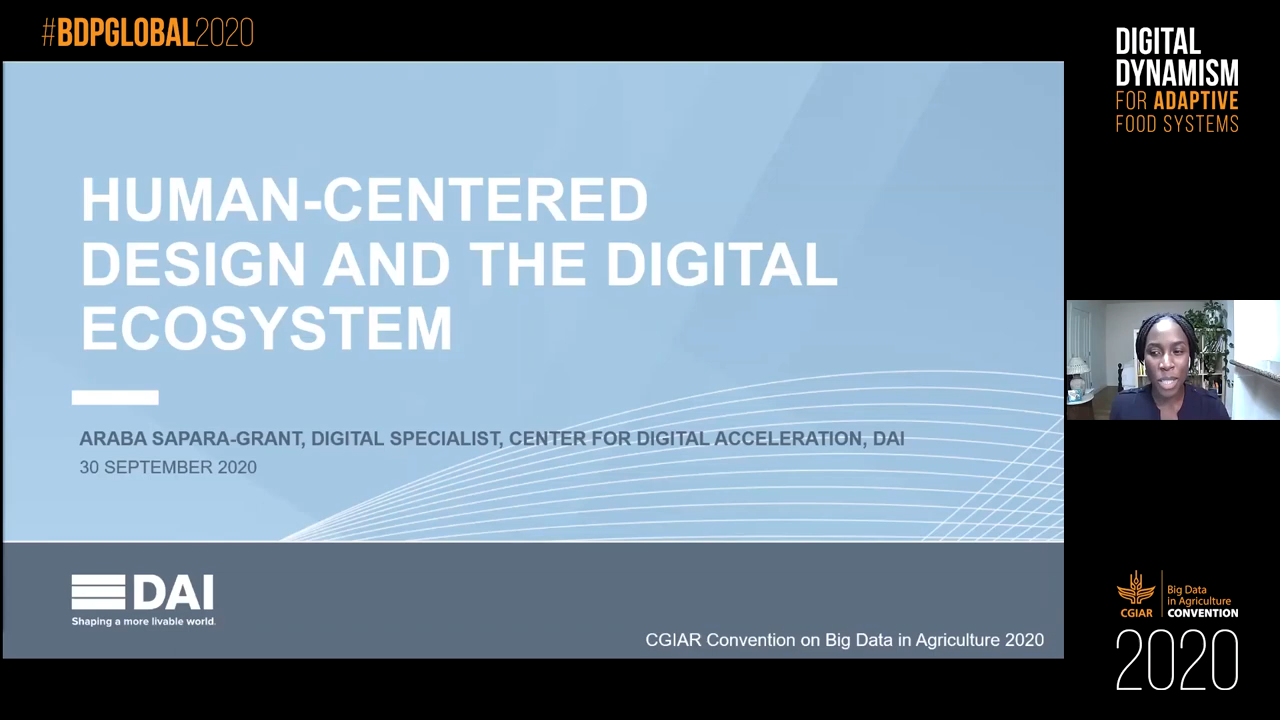 #BDPGLOBAL2020
DIGITAL
DYNAMISM
FOR ADAPTIVE
FOOD SYSTEMS
HUMAN-CENTERED
DESIGN AND THE DIGITAL
ECOSYSTEM
ARABA SAPARA-GRANT, DIGITAL SPECIALIST, CENTER FOR DIGITAL ACCELERATION, DAI
30 SEPTEMBER 2020
DAI
Shaping a more livable world.
CGIAR Convention on Big Data in Agriculture 2020
CGIAR
Big Data
in Agriculture
CONVENTION
2020